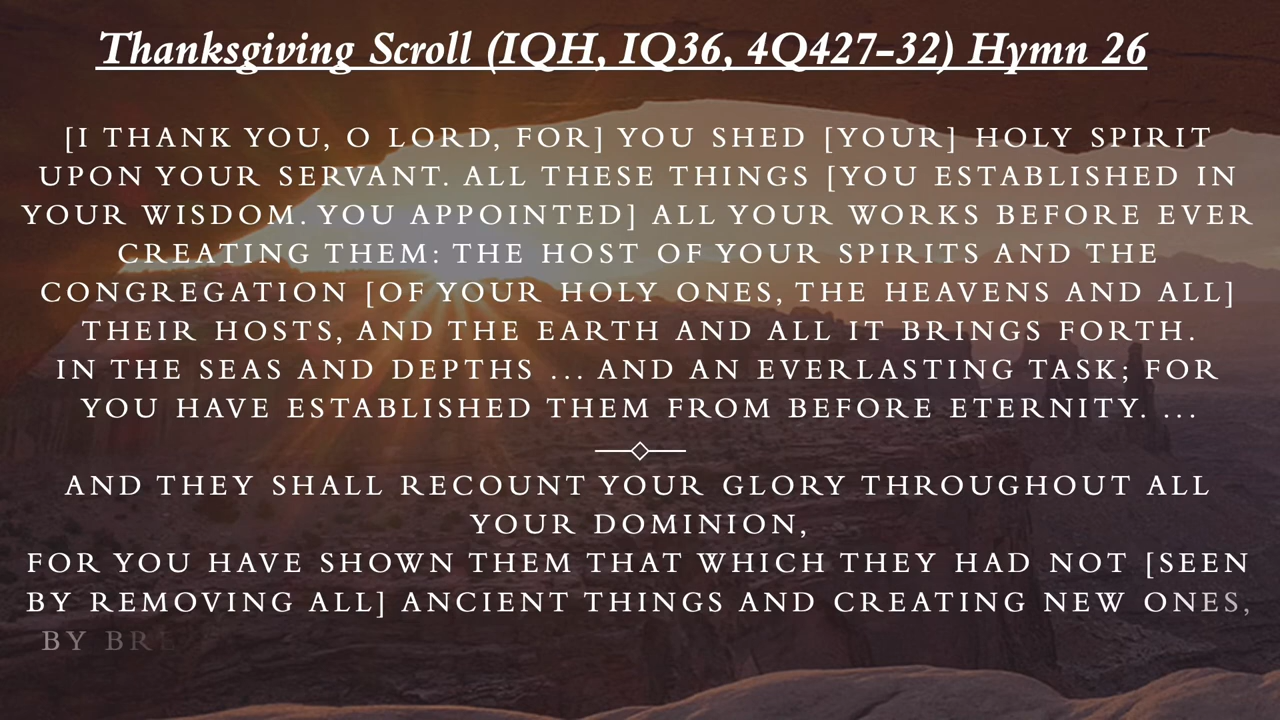 Thanksgiving Scroll (IQH, IQ36, 4Q427–32) Hymn 26
[I THANK YOU, O LORD, FOR] YOU SHED [YOUR] HOLY SPIRIT
UPON YOUR SERVANT. ALL THESE THINGS [YOU ESTABLISHED IN
YOUR WISDOM. YOU APPOINTED] ALL YOUR WORKS BEFORE EVER
CREATING THEM: THE HOST OF YOUR SPIRITS AND THE
CONGREGATION [OF YOUR HOLY ONES, THE HEAVENS AND ALL]
THEIR HOSTS, AND THE EARTH AND ALL IT BRINGS FORTH.
IN THE SEAS AND DEPTHS ... AND AN EVERLASTING TASK; FOR
YOU HAVE ESTABLISHED THEM FROM BEFORE ETERNITY. ...
AND THEY SHALL RECOUNT YOUR GLORY THROUGHOUT ALL
YOUR DOMINION,
FOR YOU HAVE SHOWN THEM THAT WHICH THEY HAD NOT [SEEN
BY REMOVING ALL] ANCIENT THINGS AND CREATING NEW ONES,
BY BRE